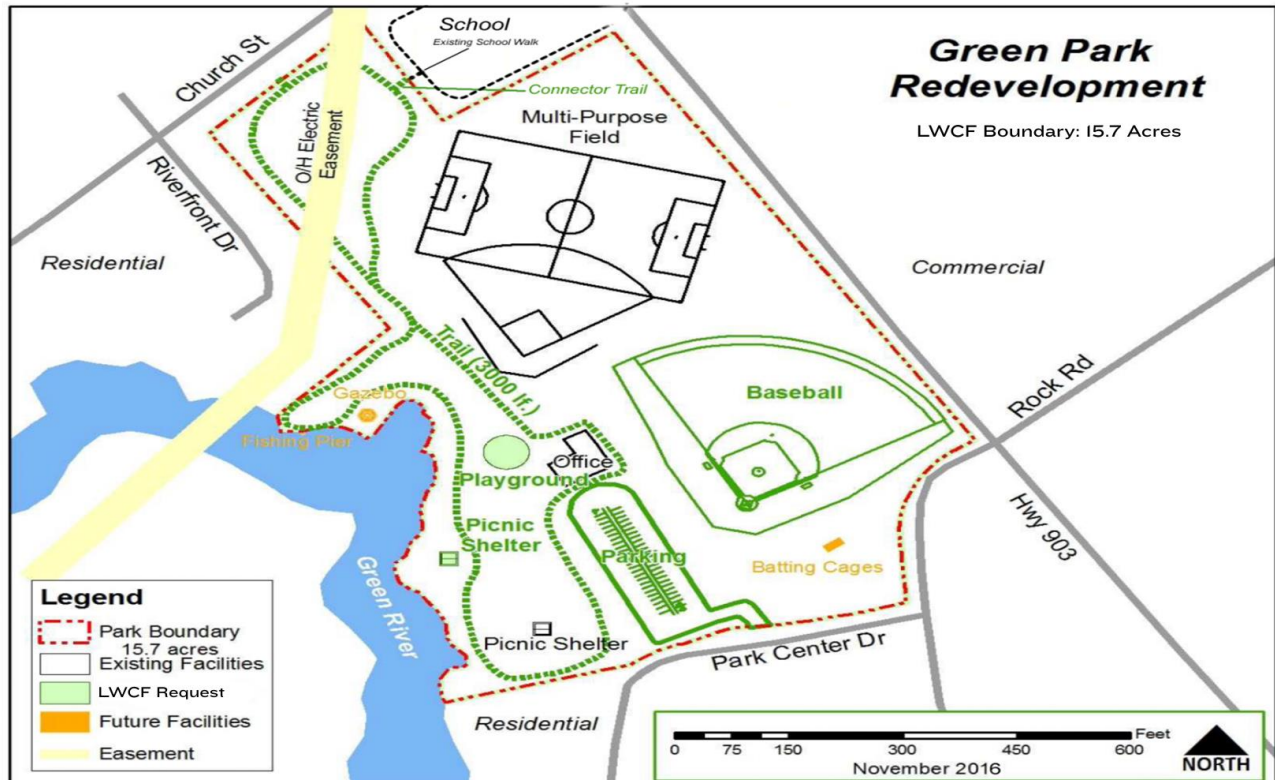 School
Existing School Walk
Green Park
Redevelopment
LWCF Boundary: 15.7 Acres
Church St
Connector Trail
Multi-Purpose
Field
O/H Electric
Easement
Riverfront Dr
Residential
Commercial
Trail (3000 lf.)
Rock Rd
Baseball
Gazebo
Fishing Pier
Office
Playground
Picnic
Shelter
Parking
Batting Cages
Hwy 903
Green River
Picnic Shelter
Park Center Dr
Residential
Legend
Park Boundary
15.7 acres
Existing Facilities
LWCF Request
Future Facilities
Easement
Feet
0 75 150 300 450 600
November 2016
NORTH